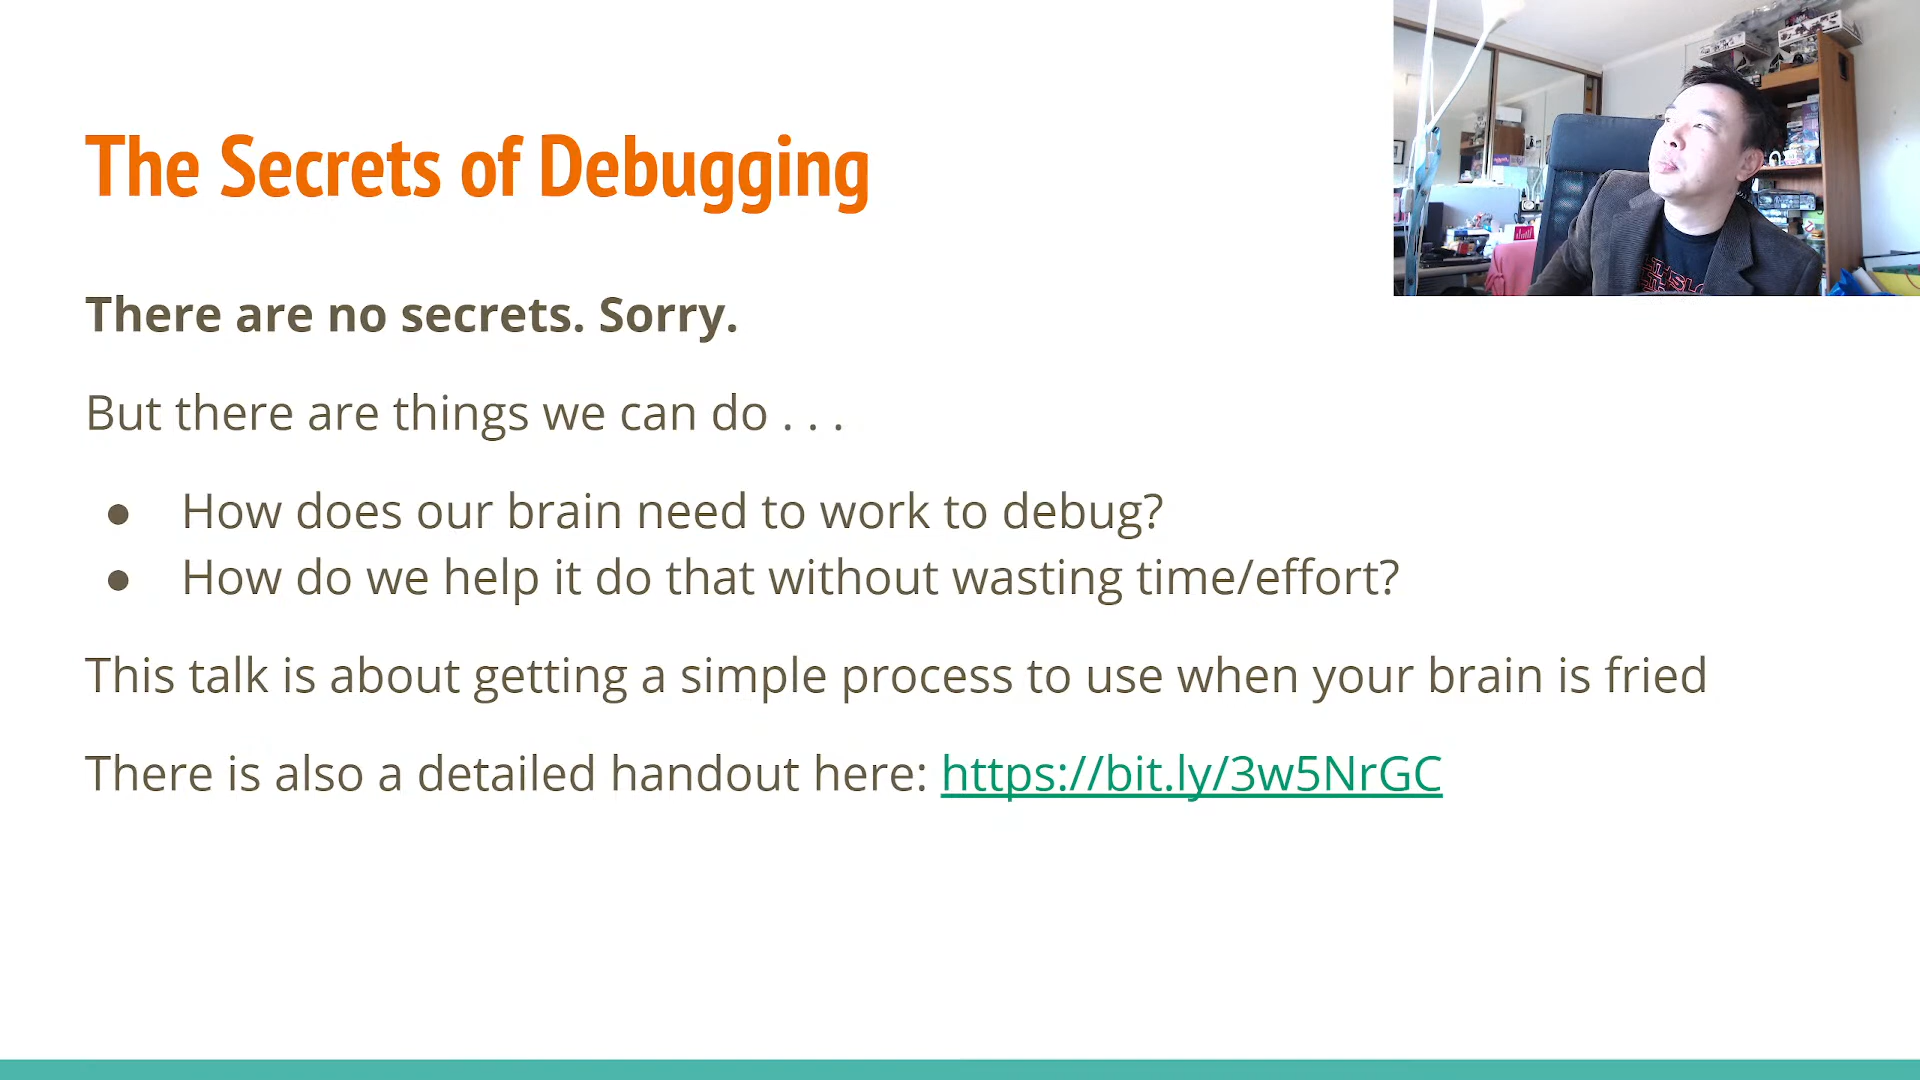 The Secrets of Debugging
There are no secrets. Sorry.
But there are things we can do . . .
● How does our brain need to work to debug?
● How do we help it do that without wasting time/effort?
This talk is about getting a simple process to use when your brain is fried
There is also a detailed handout here: https://bit.ly/3w5NrGC